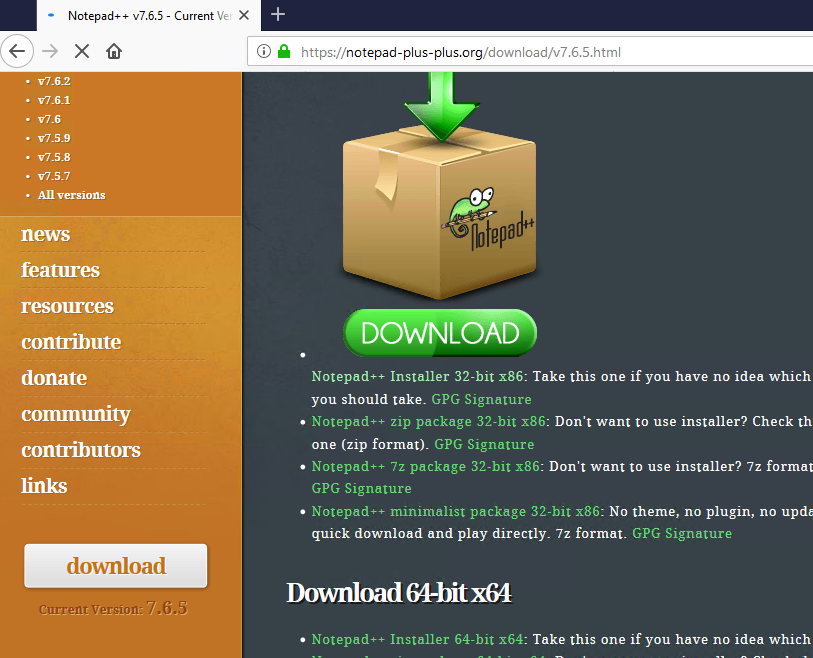 Notepad++ v7.6.5 - Current Ver
https://notepad-plus-plus.org/download/v7.6.5.html
v7.6.2
v7.6.1
v7.6
v7.5.9
v7.5.8
v7.5.7
All versions
news
features
resources
contribute
donate
community
contributors
links
download
Current Version: 7.6.5
Notepad++
DOWNLOAD
Notepad++ Installer 32-bit x86: Take this one if you have no idea which
you should take. GPG Signature
Notepad++ zip package 32-bit x86: Don't want to use installer? Check th
one (zip format). GPG Signature
Notepad++ 7z package 32-bit x86: Don't want to use installer? 7z format
GPG Signature
Notepad++ minimalist package 32-bit x86: No theme, no plugin, no upda
quick download and play directly. 7z format. GPG Signature
Download 64-bit x64
Notepad++ Installer 64-bit x64: Take this one if you have no idea which